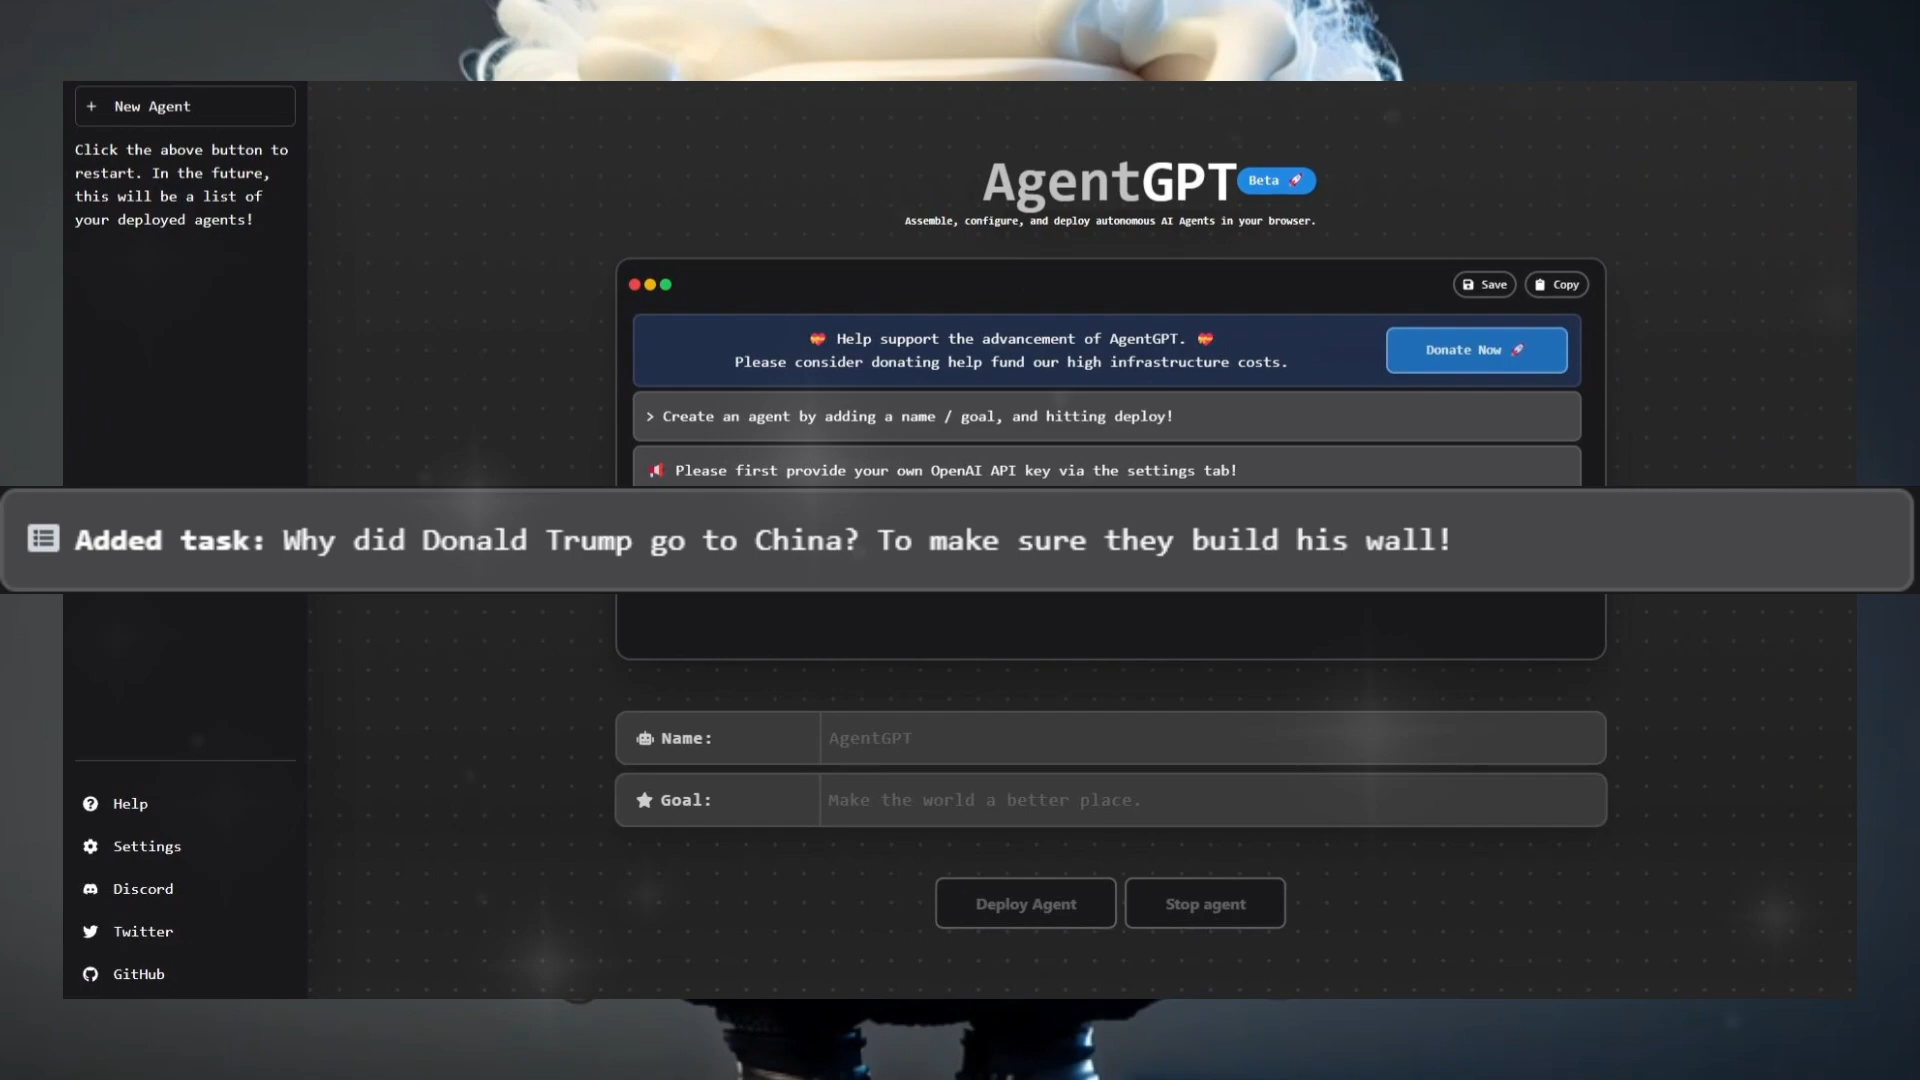 + New Agent
Click the above button to
restart. In the future,
this will be a list of
your deployed agents!
AgentGPT Beta
Assemble, configure, and deploy autonomous AI Agents in your browser.
Save
Copy
Help support the advancement of AgentGPT.
Please consider donating help fund our high infrastructure costs.
Donate Now
> Create an agent by adding a name / goal, and hitting deploy!
Please first provide your own OpenAI API key via the settings tab!
Added task: Why did Donald Trump go to China? To make sure they build his wall!
Name: AgentGPT
Goal: Make the world a better place.
Deploy Agent
Stop agent
Help
Settings
Discord
Twitter
GitHub